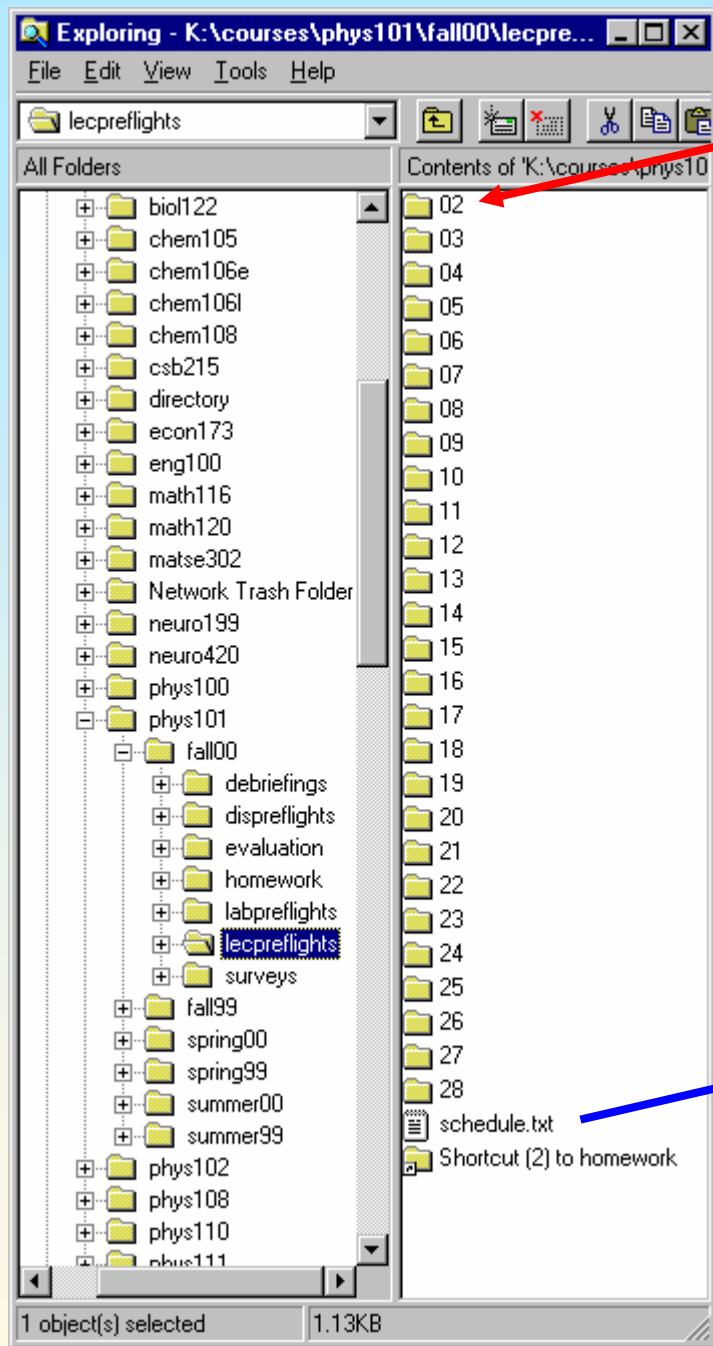 Exploring - K:\courses\phys101\fall00\lecpre...
File Edit View Tools Help
lecpreflights
All Folders
Contents of 'K:\courses\phys10
biol122
chem105
chem106e
chem106l
chem108
csb215
directory
econ173
eng100
math116
math120
matse302
Network Trash Folder
neuro199
neuro420
phys100
phys101
fall00
debriefings
dispreflights
evaluation
homework
labpreflights
lecpreflights
surveys
fall99
spring00
spring99
summer00
summer99
phys102
phys108
phys110
phys111
02
03
04
05
06
07
08
09
10
11
12
13
14
15
16
17
18
19
20
21
22
23
24
25
26
27
28
schedule.txt
Shortcut (2) to homework
1 object(s) selected
1.13KB